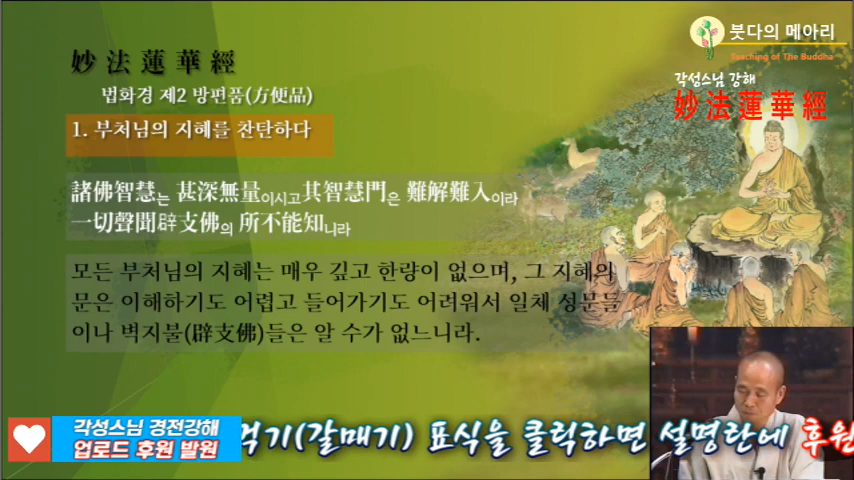 妙法蓮華經
법화경 제2 방편품(方便品)
1. 부처님의 지혜를 찬탄하다
諸佛智慧는 甚深無量이시고其智慧門은 難解難入이라
一切聲聞辟支佛의 所不能知니라
모든 부처님의 지혜는 매우 깊고 한량이 없으며, 그 지혜의
문은 이해하기도 어렵고 들어가기도 어려워서 일체 성문들
이나 벽지불(辟支佛)들은 알 수가 없느니라.
붓다의 메아리
Teaching of The Buddha
각성스님 강해
妙法蓮華經
각성스님 경전강해
업로드 후원 발원
걱기(갈매기) 표식을 클릭하면 설명란에 후원